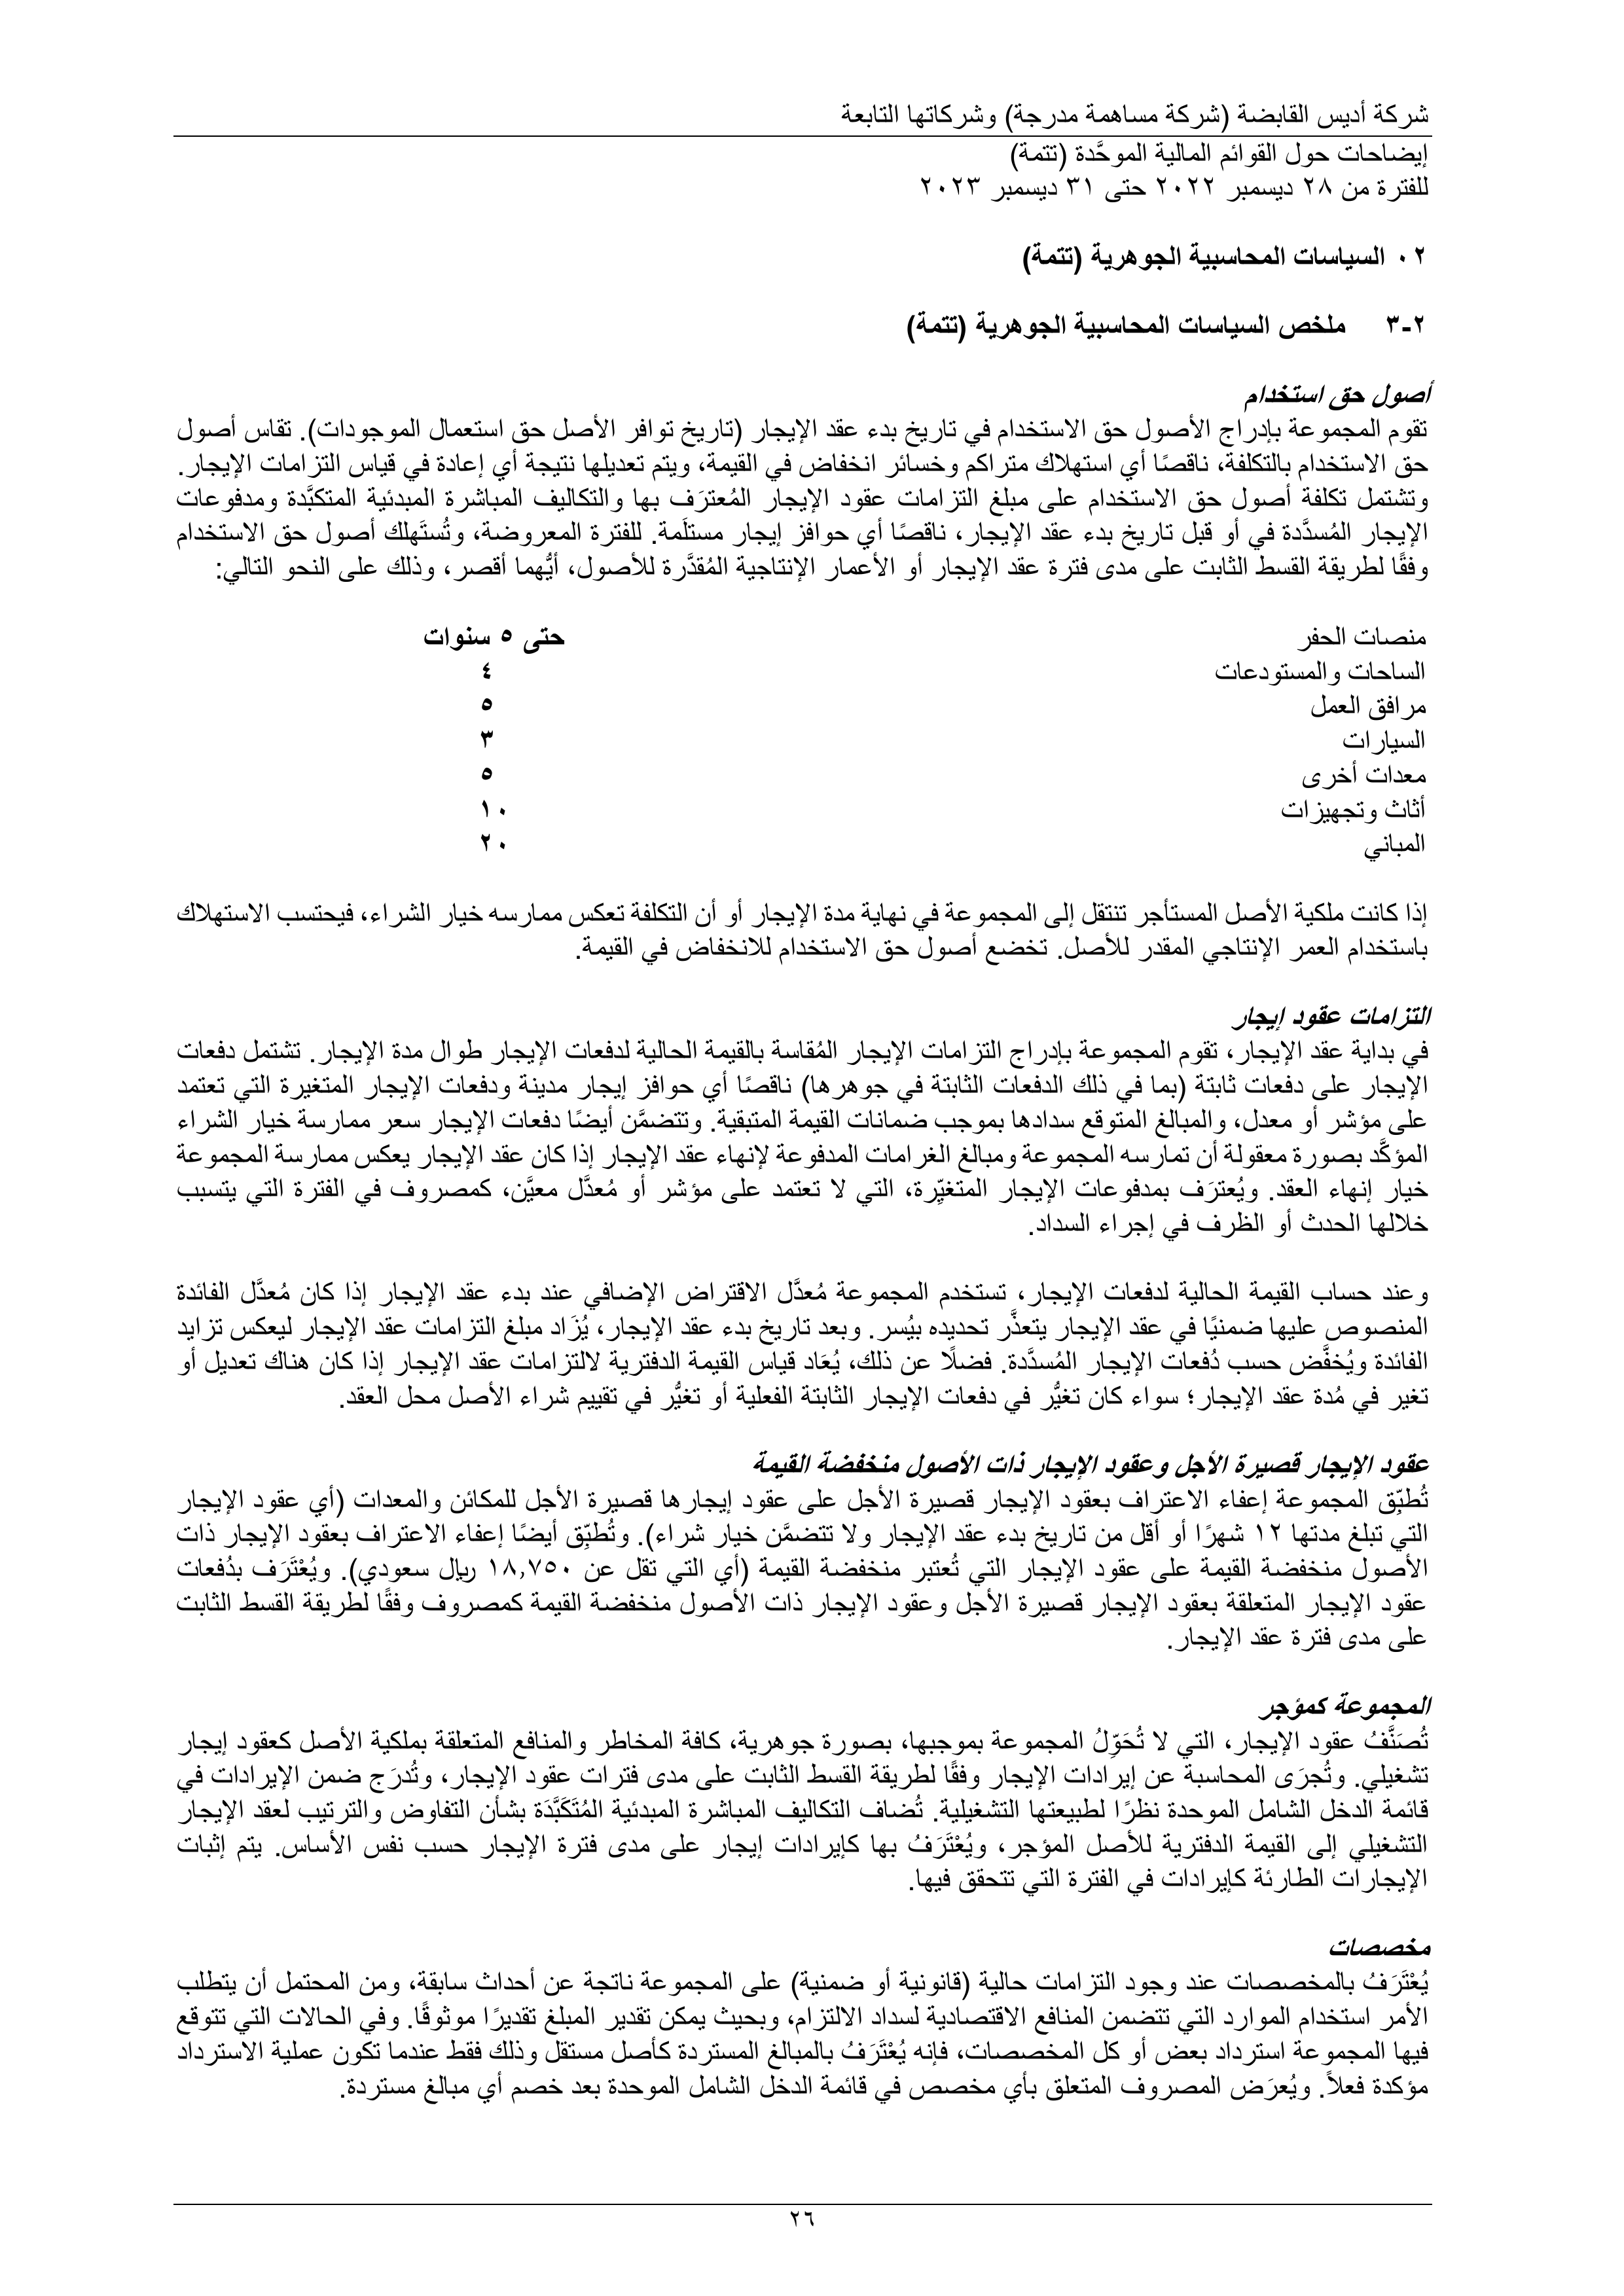 شركة أديس القابضة (شركة مساهمة مدرجة) وشركاتها التابعة
إيضاحات حول القوائم المالية الموحَّدة (تتمة)
للفترة من ٢٨ ديسمبر ٢٠٢٢ حتى ٣١ ديسمبر ٢٠٢٣
٠٢ السياسات المحاسبية الجوهرية (تتمة)
٣-٢ ملخص السياسات المحاسبية الجوهرية (تتمة)
أصول حق استخدام
تقوم المجموعة بإدراج الأصول حق الاستخدام في تاريخ بدء عقد الإيجار (تاريخ توافر الأصل حق استعمال الموجودات). تقاس أصول
حق الاستخدام بالتكلفة، ناقصًا أي استهلاك متراكم وخسائر انخفاض في القيمة، ويتم تعديلها نتيجة أي إعادة في قياس التزامات الإيجار.
وتشتمل تكلفة أصول حق الاستخدام على مبلغ التزامات عقود الإيجار المُعترَف بها والتكاليف المباشرة المبدئية المتكبَّدة ومدفوعات
الإيجار المُسدَّدة في أو قبل تاريخ بدء عقد الإيجار، ناقصًا أي حوافز إيجار مستلَمة. للفترة المعروضة، وتُستَهلك أصول حق الاستخدام
وفقًا لطريقة القسط الثابت على مدى فترة عقد الإيجار أو الأعمار الإنتاجية المُقدَّرة للأصول، أيُّهما أقصر، وذلك على النحو التالي:
منصات الحفر حتى ٥ سنوات
الساحات والمستودعات ٤
مرافق العمل ٥
السيارات ٣
معدات أخرى ٥
أثاث وتجهيزات ١٠
المباني ٢٠
إذا كانت ملكية الأصل المستأجر تنتقل إلى المجموعة في نهاية مدة الإيجار أو أن التكلفة تعكس ممارسه خيار الشراء، فيحتسب الاستهلاك
باستخدام العمر الإنتاجي المقدر للأصل. تخضع أصول حق الاستخدام للانخفاض في القيمة.
التزامات عقود إيجار
في بداية عقد الإيجار، تقوم المجموعة بإدراج التزامات الإيجار المُقاسة بالقيمة الحالية لدفعات الإيجار طوال مدة الإيجار. تشتمل دفعات
الإيجار على دفعات ثابتة (بما في ذلك الدفعات الثابتة في جوهرها) ناقصًا أي حوافز إيجار مدينة ودفعات الإيجار المتغيرة التي تعتمد
على مؤشر أو معدل، والمبالغ المتوقع سدادها بموجب ضمانات القيمة المتبقية. وتتضمَّن أيضًا دفعات الإيجار سعر ممارسة خيار الشراء
المؤكَّد بصورة معقولة أن تمارسه المجموعة ومبالغ الغرامات المدفوعة لإنهاء عقد الإيجار إذا كان عقد الإيجار يعكس ممارسة المجموعة
خيار إنهاء العقد. ويُعترَف بمدفوعات الإيجار المتغيِّرة، التي لا تعتمد على مؤشر أو مُعدَّل معيَّن، كمصروف في الفترة التي يتسبب
خلالها الحدث أو الظرف في إجراء السداد.
وعند حساب القيمة الحالية لدفعات الإيجار، تستخدم المجموعة مُعدَّل الاقتراض الإضافي عند بدء عقد الإيجار إذا كان مُعدَّل الفائدة
المنصوص عليها ضمنيًا في عقد الإيجار يتعذَّر تحديده بيُسر. وبعد تاريخ بدء عقد الإيجار، يُزَاد مبلغ التزامات عقد الإيجار ليعكس تزايد
الفائدة ويُخفَّض حسب دُفعات الإيجار المُسدَّدة. فضلًا عن ذلك، يُعَاد قياس القيمة الدفترية لالتزامات عقد الإيجار إذا كان هناك تعديل أو
تغير في مُدة عقد الإيجار؛ سواء كان تغيُّر في دفعات الإيجار الثابتة الفعلية أو تغيُّر في تقييم شراء الأصل محل العقد.
عقود الإيجار قصيرة الأجل وعقود الإيجار ذات الأصول منخفضة القيمة
تُطبِّق المجموعة إعفاء الاعتراف بعقود الإيجار قصيرة الأجل على عقود إيجارها قصيرة الأجل للمكائن والمعدات (أي عقود الإيجار
التي تبلغ مدتها ١٢ شهرًا أو أقل من تاريخ بدء عقد الإيجار ولا تتضمَّن خيار شراء). وتُطبِّق أيضًا إعفاء الاعتراف بعقود الإيجار ذات
الأصول منخفضة القيمة على عقود الإيجار التي تُعتبر منخفضة القيمة (أي التي تقل عن ١٨,٧٥٠ ريال سعودي). ويُعْتَرَف بدُفعات
عقود الإيجار المتعلقة بعقود الإيجار قصيرة الأجل وعقود الإيجار ذات الأصول منخفضة القيمة كمصروف وفقًا لطريقة القسط الثابت
على مدى فترة عقد الإيجار.
المجموعة كمؤجر
تُصَنَّفُ عقود الإيجار، التي لا تُحَوِّلُ المجموعة بموجبها، بصورة جوهرية، كافة المخاطر والمنافع المتعلقة بملكية الأصل كعقود إيجار
تشغيلي. وتُجرَى المحاسبة عن إيرادات الإيجار وفقًا لطريقة القسط الثابت على مدى فترات عقود الإيجار، وتُدرَج ضمن الإيرادات في
قائمة الدخل الشامل الموحدة نظرًا لطبيعتها التشغيلية. تُضاف التكاليف المباشرة المبدئية المُتَكَبَّدَة بشأن التفاوض والترتيب لعقد الإيجار
التشغيلي إلى القيمة الدفترية للأصل المؤجر، ويُعْتَرَفُ بها كإيرادات إيجار على مدى فترة الإيجار حسب نفس الأساس. يتم إثبات
الإيجارات الطارئة كإيرادات في الفترة التي تتحقق فيها.
مخصصات
يُعْتَرَفُ بالمخصصات عند وجود التزامات حالية (قانونية أو ضمنية) على المجموعة ناتجة عن أحداث سابقة، ومن المحتمل أن يتطلب
الأمر استخدام الموارد التي تتضمن المنافع الاقتصادية لسداد الالتزام، وبحيث يمكن تقدير المبلغ تقديرًا موثوقًا. وفي الحالات التي تتوقع
فيها المجموعة استرداد بعض أو كل المخصصات، فإنه يُعْتَرَفُ بالمبالغ المستردة كأصل مستقل وذلك فقط عندما تكون عملية الاسترداد
مؤكدة فعلاً. ويُعرَض المصروف المتعلق بأي مخصص في قائمة الدخل الشامل الموحدة بعد خصم أي مبالغ مستردة.
٢٦